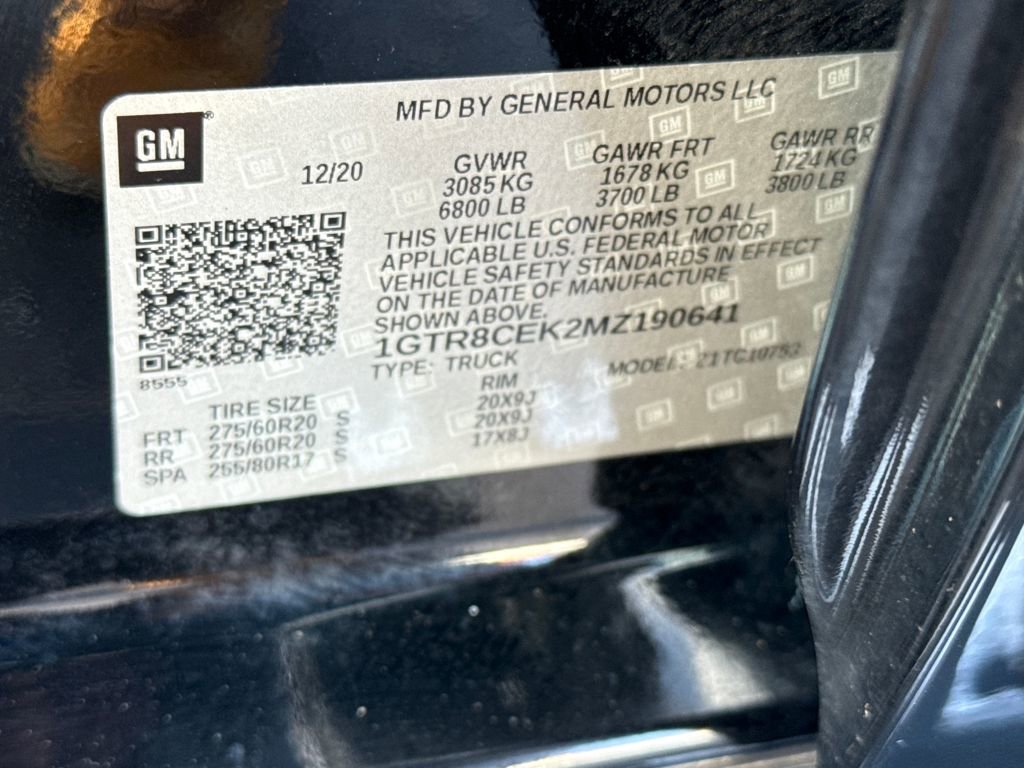 MFD BY GENERAL MOTORS LLC
GM
12/20
GVWR GAWR FRT GAWR RR
3085 KG 1678 KG 1724 KG
6800 LB 3700 LB 3800 LB
THIS VEHICLE CONFORMS TO ALL
APPLICABLE U.S. FEDERAL MOTOR
VEHICLE SAFETY STANDARDS IN EFFECT
ON THE DATE OF MANUFACTURE
SHOWN ABOVE.
1GTR8CEK2MZ190641
TYPE: TRUCK MODEL:
8555
TIRE SIZE RIM
FRT 275/60R20 S 20X9J
RR 275/60R20 S 20X9J
SPA 255/80R17 S 17X8J